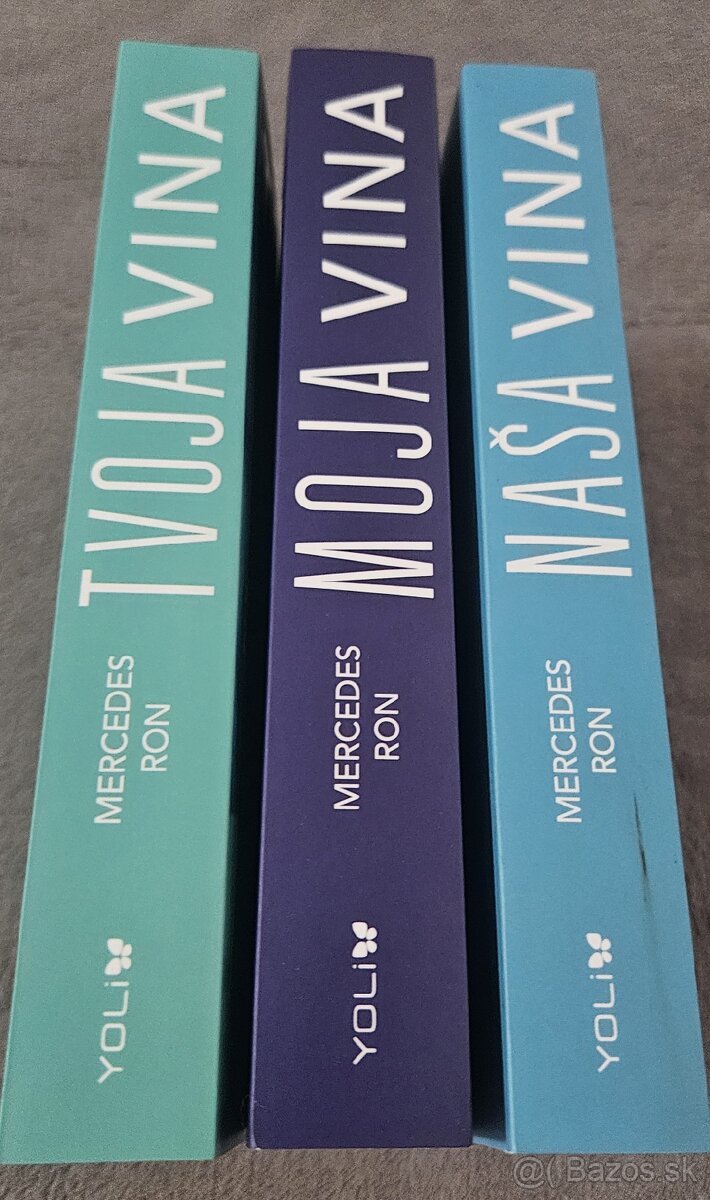 TVOJA VINA
MERCEDES
RON
YOLi
MOJA VINA
MERCEDES
RON
YOLi
NAŠA VINA
MERCEDES
RON
YOLi
@( Bazos.sk